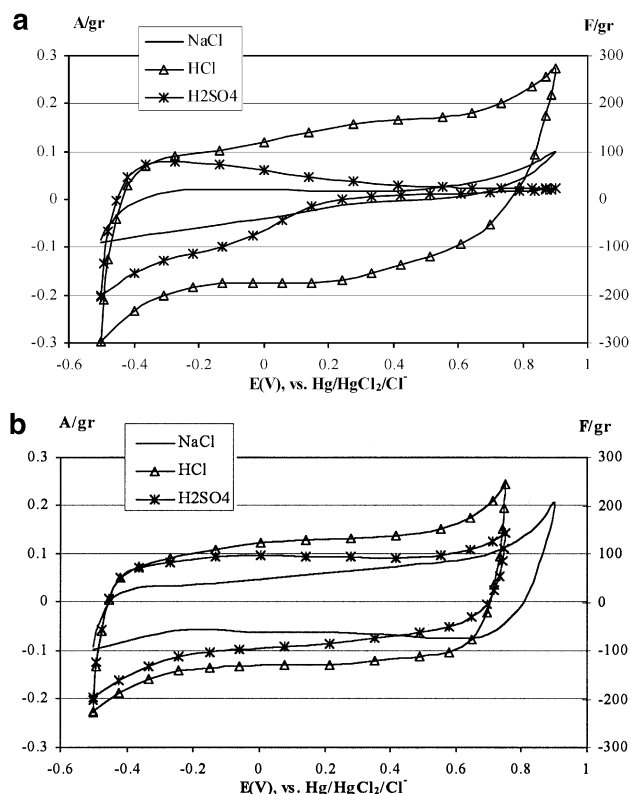 a
A/gr F/gr
NaCl
HCl
H2SO4
0.3 300
0.2 200
0.1 100
0 0
-0.1 100
-0.2 -200
-0.3 300
-0.6 -0.4 -0.2 0 0.2 0.4 0.6 0.8 1
E(V), vs. Hg/HgCl₂/Cl⁻
b
A/gr F/gr
NaCl
HCl
H2SO4
0.3 300
0.2 200
0.1 100
0 0
-0.1 -100
-0.2 -200
-0.3 -300
-0.6 -0.4 -0.2 0 0.2 0.4 0.6 0.8 1
E(V), vs. Hg/HgCl₂/Cl⁻